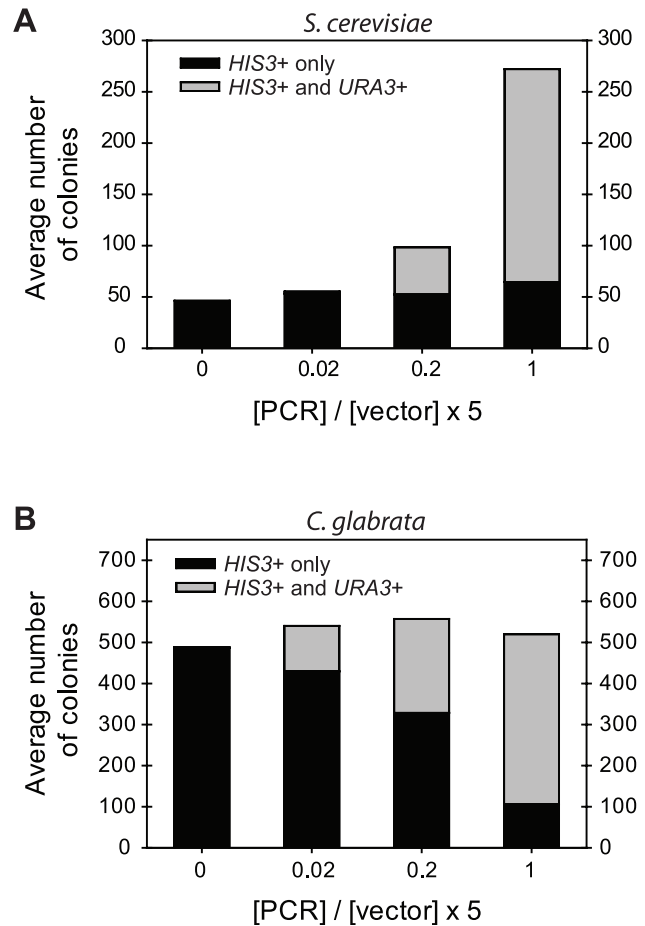 A
S. cerevisiae
300 300
HIS3+ only
250 250
HIS3+ and URA3+
200 200
150 150
100 100
50 50
0 0
Average number
of colonies
0 0.02 0.2 1
[PCR] / [vector] x 5
B
C. glabrata
700 700
HIS3+ only
600 600
HIS3+ and URA3+
500 500
400 400
300 300
200 200
100 100
0 0
Average number
of colonies
0 0.02 0.2 1
[PCR] / [vector] x 5